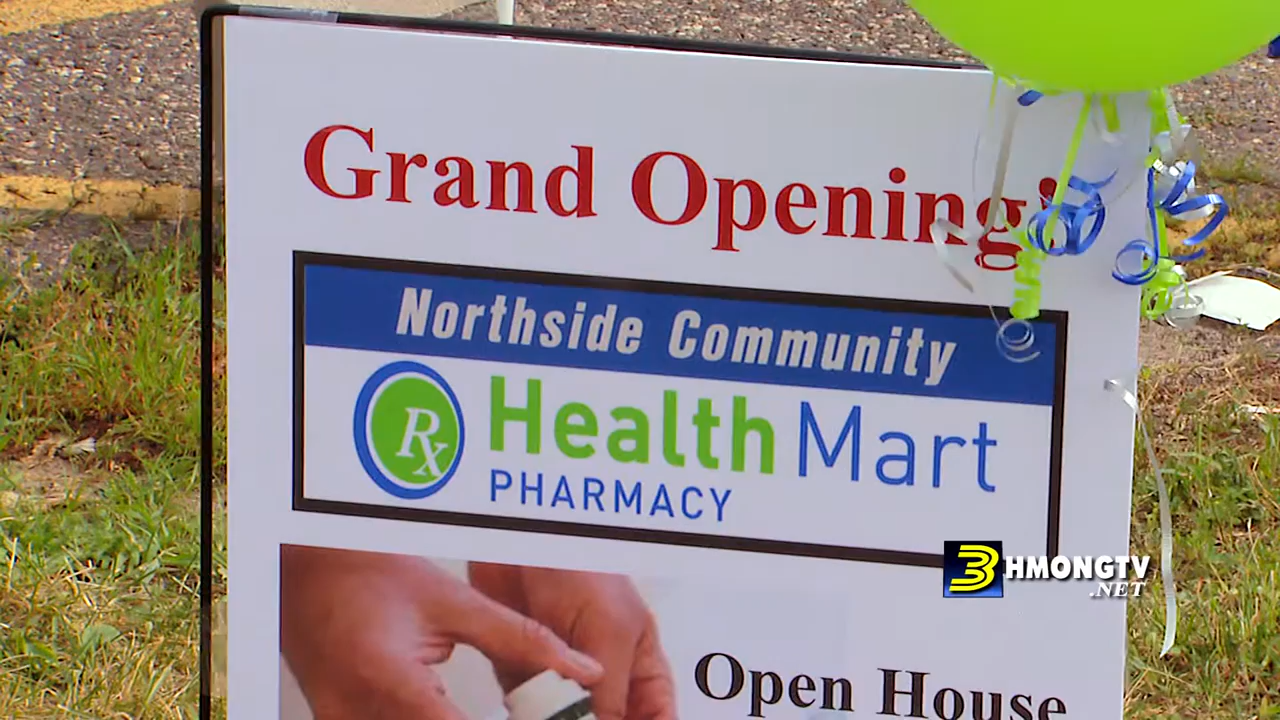 Grand Opening!
Northside Community
Rx
Health Mart
PHARMACY
3 HMONGTV
.NET
Open House